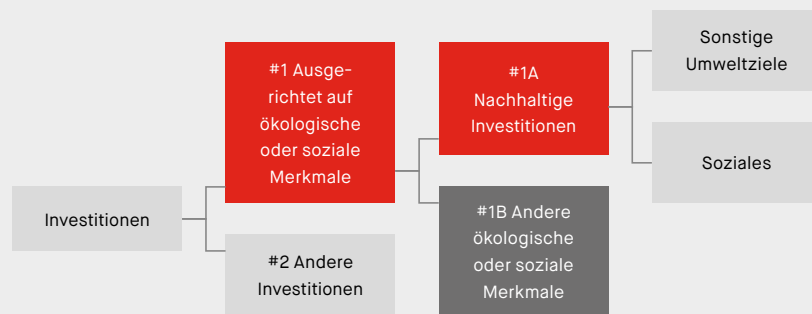 Investitionen
#1 Ausge-
richtet auf
ökologische
oder soziale
Merkmale
#2 Andere
Investitionen
#1A
Nachhaltige
Investitionen
#1B Andere
ökologische
oder soziale
Merkmale
Sonstige
Umweltziele
Soziales